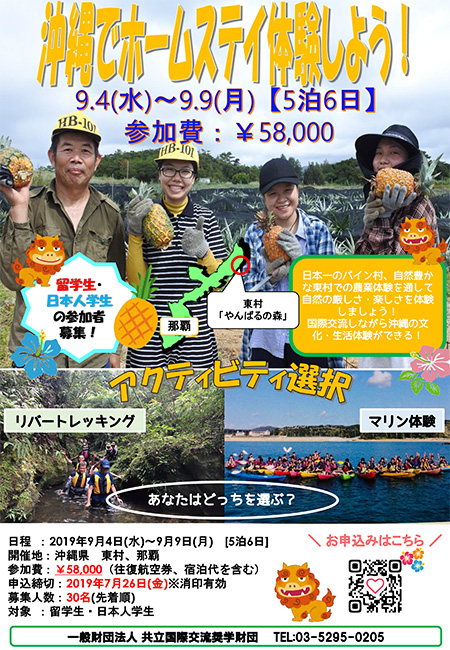 沖縄でホームステイ体験しよう！
9.4(水)～9.9(月)【5泊6日】
参加費：￥58,000
HB-101
HB-101
留学生・
日本人学生
の参加者
募集！
那覇
東村
「やんばるの森」
日本一のパイン村、自然豊か
な東村での農業体験を通して
自然の厳しさ・楽しさを体験
しましょう！
国際交流しながら沖縄の文
化・生活体験ができる！
アクティビティ選択
リバートレッキング
マリン体験
あなたはどっちを選ぶ？
日程 ：2019年9月4日(水)～9月9日(月) [5泊6日]
開催地：沖縄県 東村、那覇
参加費：￥58,000（往復航空券、宿泊代を含む）
申込締切：2019年7月26日(金)※消印有効
募集人数：30名(先着順)
対象 ：留学生・日本人学生
＼ お申込みはこちら ／
一般財団法人 共立国際交流奨学財団 TEL:03-5295-0205